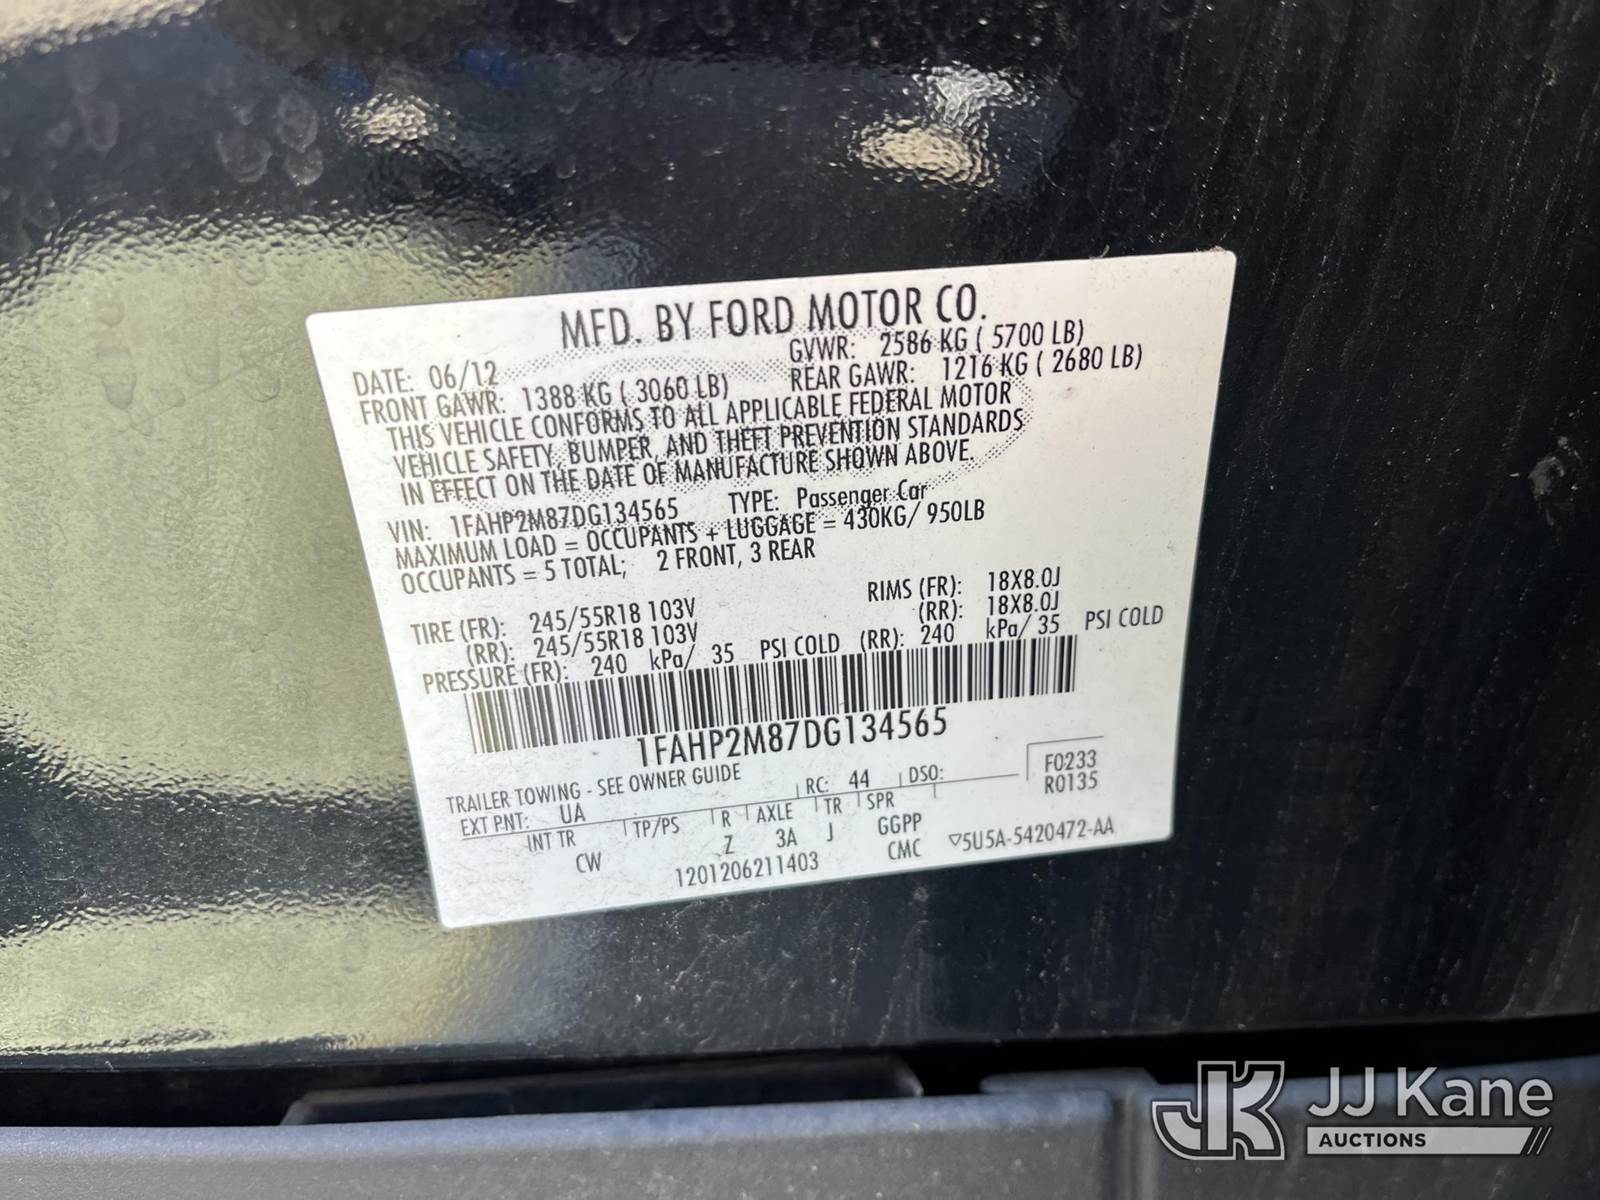 MFD. BY FORD MOTOR CO.
DATE: 06/12 GVWR: 2586 KG ( 5700 LB)
FRONT GAWR: 1388 KG ( 3060 LB) REAR GAWR: 1216 KG ( 2680 LB)
THIS VEHICLE CONFORMS TO ALL APPLICABLE FEDERAL MOTOR
VEHICLE SAFETY, BUMPER, AND THEFT PREVENTION STANDARDS
IN EFFECT ON THE DATE OF MANUFACTURE SHOWN ABOVE.
VIN: 1FAHP2M87DG134565 TYPE: Passenger Car
MAXIMUM LOAD = OCCUPANTS + LUGGAGE = 430KG/ 950LB
OCCUPANTS = 5 TOTAL; 2 FRONT, 3 REAR
TIRE (FR): 245/55R18 103V RIMS (FR): 18X8.0J
(RR): 245/55R18 103V (RR): 18X8.0J
PRESSURE (FR): 240 kPa/ 35 PSI COLD (RR): 240 kPa/ 35 PSI COLD
1FAHP2M87DG134565
TRAILER TOWING - SEE OWNER GUIDE
EXT PNT: UA RC: 44 DSO: F0233
R0135
INT TR TP/PS R AXLE TR SPR
CW Z 3A J GGPP
1201206211403 CMC ▽5U5A-5420472-AA
JK JJ Kane
AUCTIONS